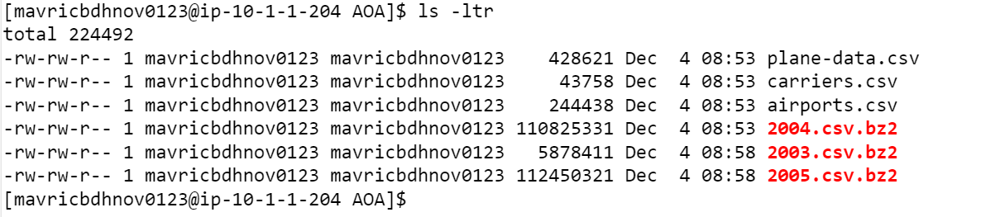 [mavricbdhnov0123@ip-10-1-1-204 AOA]$ ls -ltr
total 224492
-rw-rw-r-- 1 mavricbdhnov0123 mavricbdhnov0123    428621 Dec  4 08:53 plane-data.csv
-rw-rw-r-- 1 mavricbdhnov0123 mavricbdhnov0123     43758 Dec  4 08:53 carriers.csv
-rw-rw-r-- 1 mavricbdhnov0123 mavricbdhnov0123    244438 Dec  4 08:53 airports.csv
-rw-rw-r-- 1 mavricbdhnov0123 mavricbdhnov0123 110825331 Dec  4 08:53 2004.csv.bz2
-rw-rw-r-- 1 mavricbdhnov0123 mavricbdhnov0123   5878411 Dec  4 08:58 2003.csv.bz2
-rw-rw-r-- 1 mavricbdhnov0123 mavricbdhnov0123 112450321 Dec  4 08:58 2005.csv.bz2
[mavricbdhnov0123@ip-10-1-1-204 AOA]$